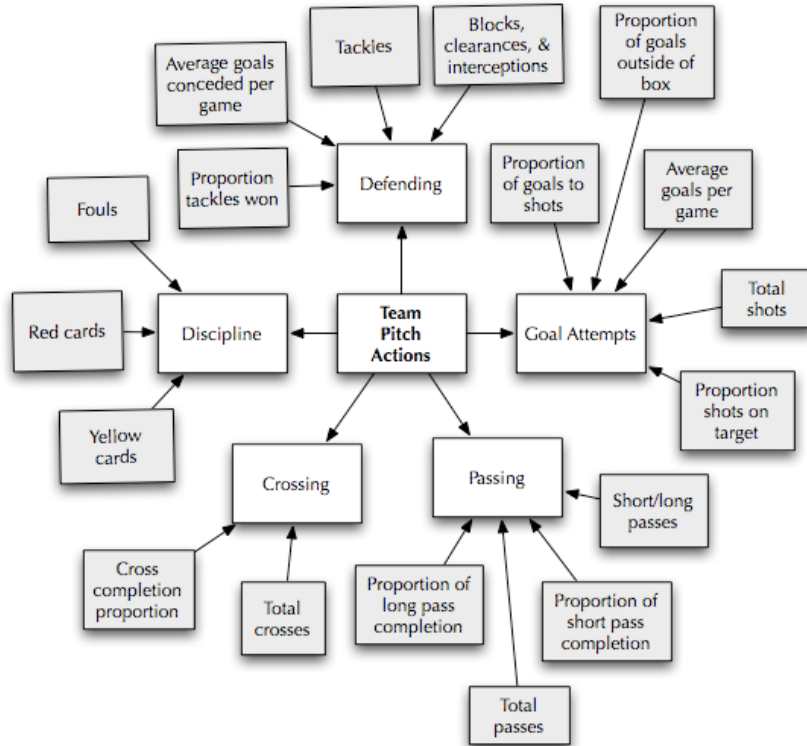 Proportion
of goals
outside of
box
Blocks,
clearances, &
interceptions
Tackles
Average goals
conceded per
game
Proportion
tackles won
Defending
Proportion
of goals to
shots
Average
goals per
game
Fouls
Red cards
Discipline
Team
Pitch
Actions
Goal Attempts
Total
shots
Proportion
shots on
target
Yellow
cards
Crossing
Passing
Short/long
passes
Cross
completion
proportion
Total
crosses
Proportion of
long pass
completion
Proportion of
short pass
completion
Total
passes